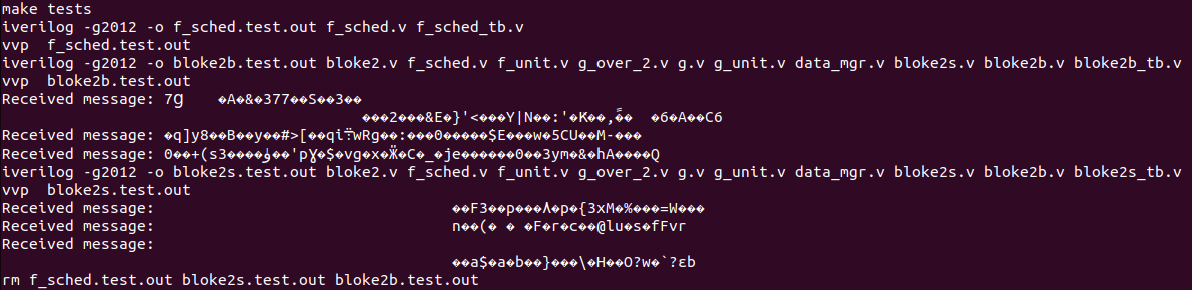 make tests
iverilog -g2012 -o f_sched.test.out f_sched.v f_sched_tb.v
vvp  f_sched.test.out
iverilog -g2012 -o bloke2b.test.out bloke2.v f_sched.v f_unit.v g_over_2.v g.v g_unit.v data_mgr.v bloke2s.v bloke2b.v bloke2b_tb.v
vvp  bloke2b.test.out
Received message: 7g    �A�&�377��S��3��
���2���&E�}'<���Y|N��:'�K��,��  �6�A��C6
Received message: �q]y8��B��y��#>[��qi:wRg��:���0�����$E���w�5CU��M-���
Received message: 0��+(s3����ۏ��'pƔ�$�vg�x�Ӂ�C�_�je������0��3ym�&�hA����Q
iverilog -g2012 -o bloke2s.test.out bloke2.v f_sched.v f_unit.v g_over_2.v g.v g_unit.v data_mgr.v bloke2s.v bloke2b.v bloke2s_tb.v
vvp  bloke2s.test.out
Received message:                                ��F3��p���Ʌ�p�{3xM�%���=W���
Received message:                                n��(� � �F�r�c��@lu�s�fFvr
Received message:
��a$�a�b��}���\�H��O?w�`?εb
rm f_sched.test.out bloke2s.test.out bloke2b.test.out